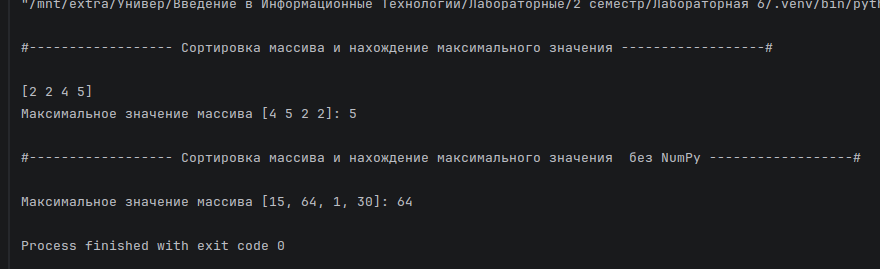 "/mnt/extra/Универ/Введение в Информационные Технологии/Лабораторные/2 семестр/Лабораторная 6/.venv/bin/pyth
#------------------ Сортировка массива и нахождение максимального значения ------------------#
[2 2 4 5]
Максимальное значение массива [4 5 2 2]: 5
#------------------ Сортировка массива и нахождение максимального значения  без NumPy ------------------#
Максимальное значение массива [15, 64, 1, 30]: 64
Process finished with exit code 0